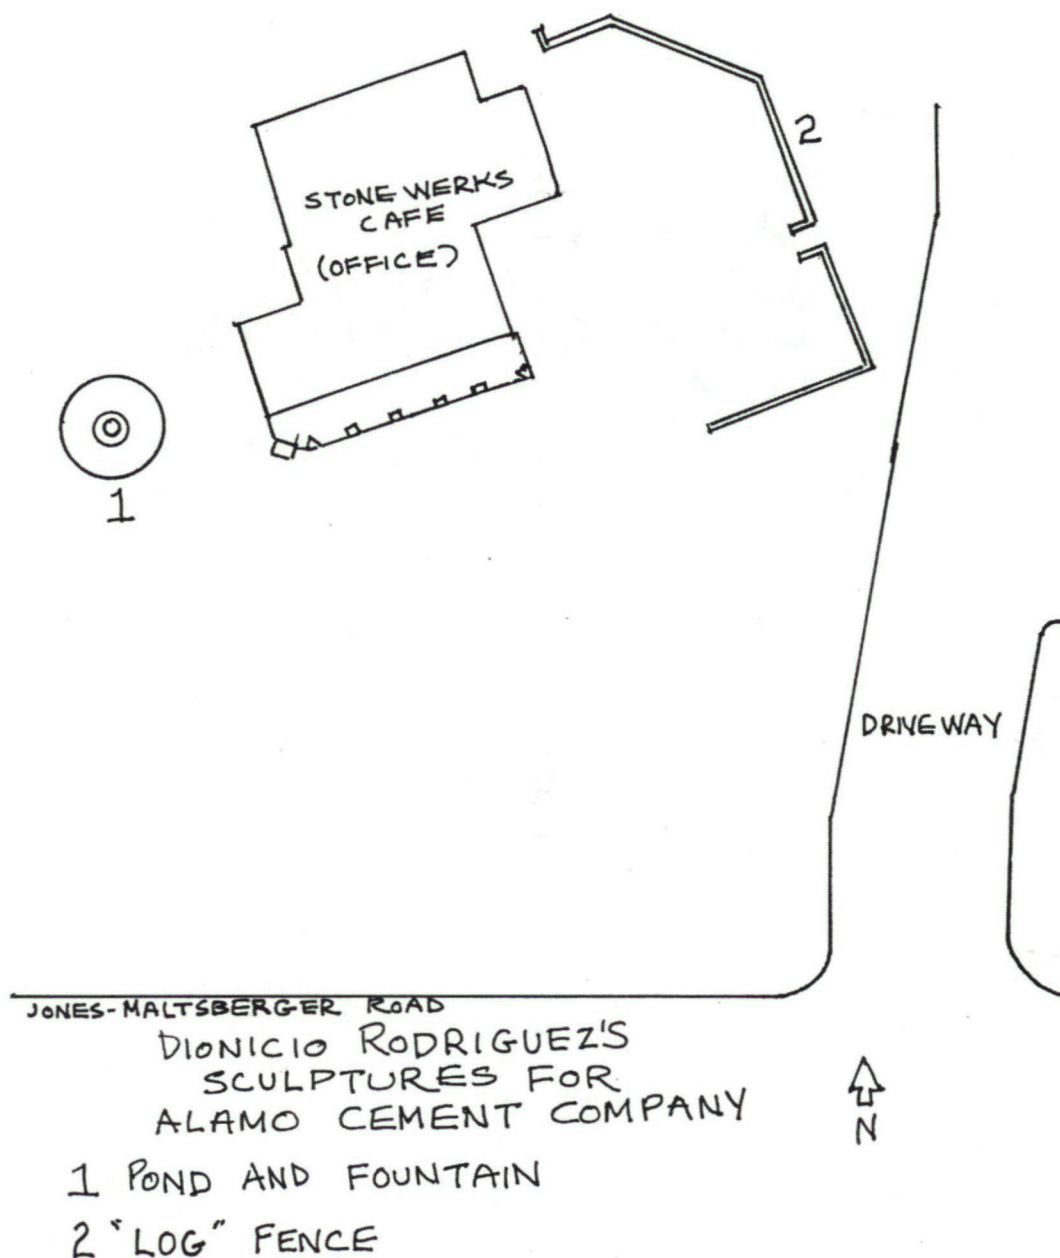 2
STONE WERKS
CAFE
(OFFICE)
1
DRIVEWAY
JONES-MALTSBERGER ROAD
DIONICIO RODRIGUEZ'S
SCULPTURES FOR
ALAMO CEMENT COMPANY
N
1 POND AND FOUNTAIN
2 "LOG" FENCE